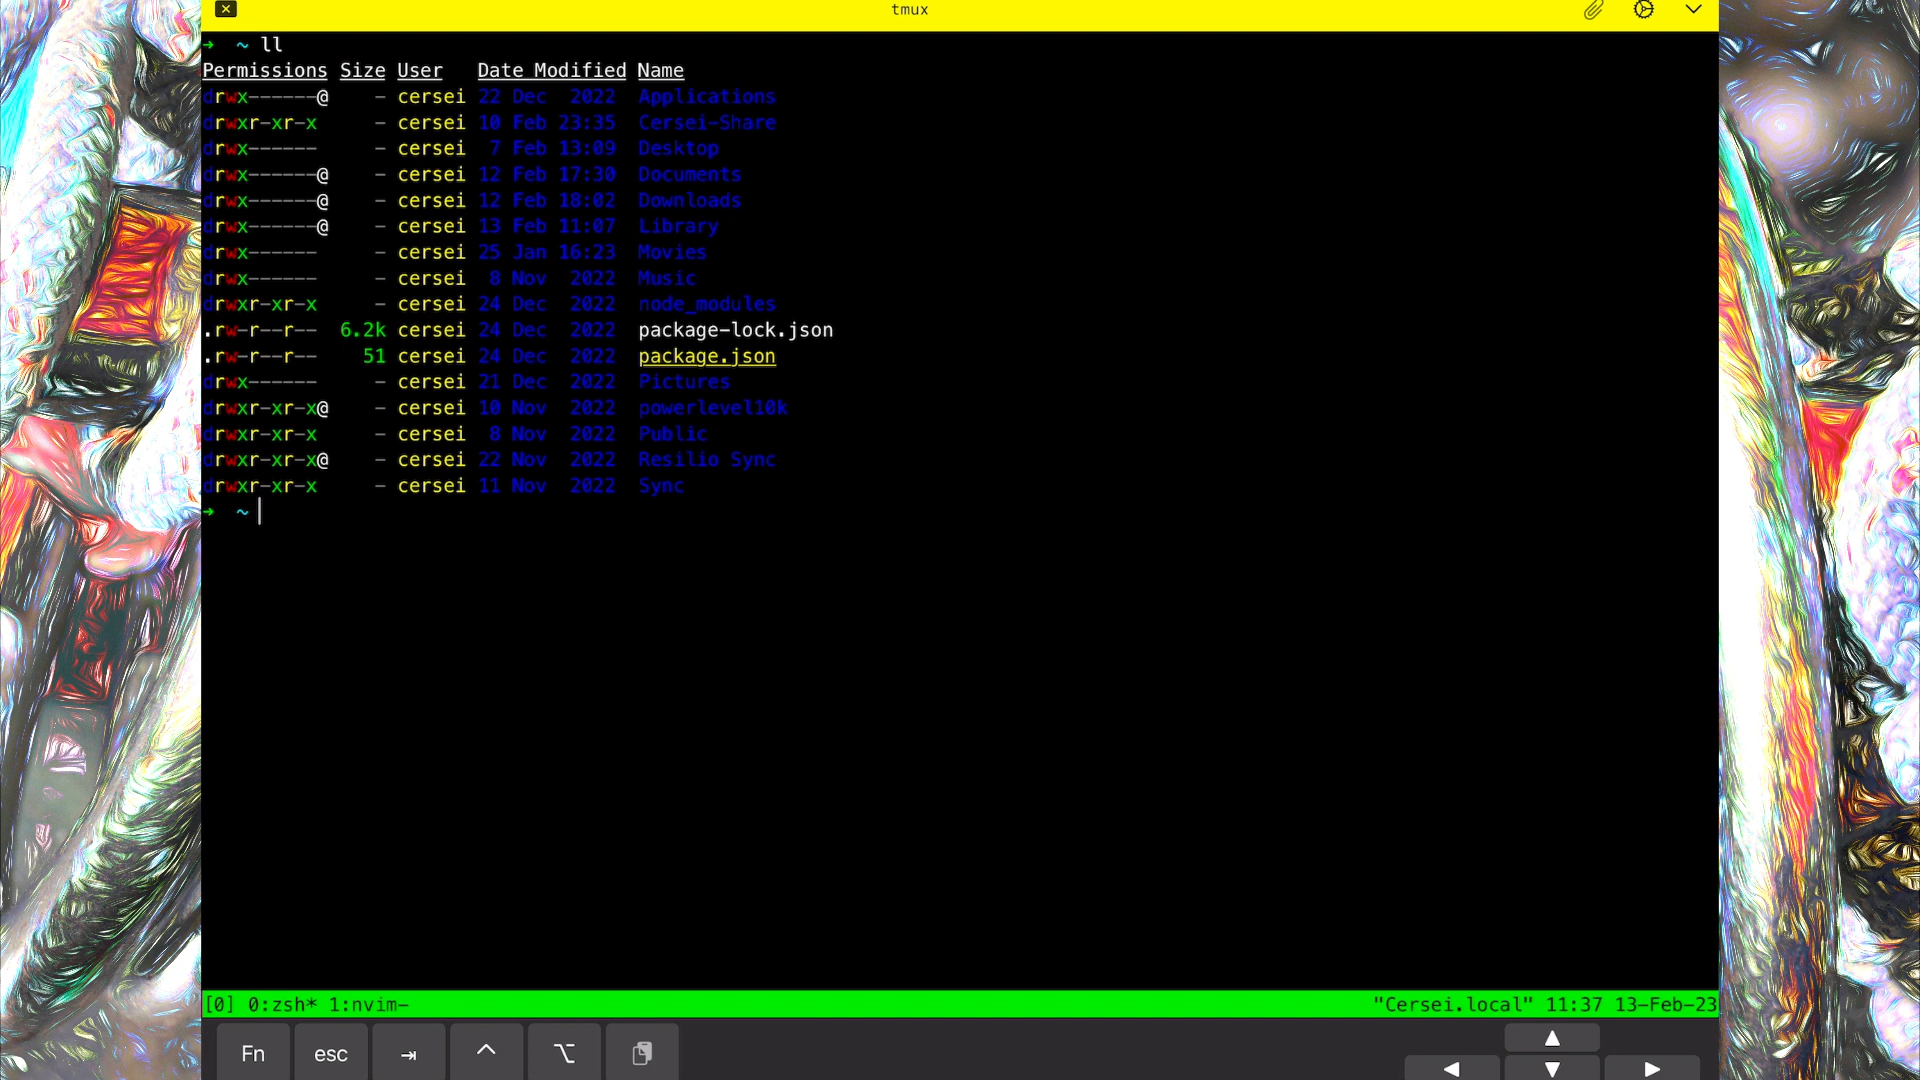 tmux
→ ~ ll
Permissions Size User Date Modified Name
drwx------@ - cersei 22 Dec 2022 Applications
drwxr-xr-x - cersei 10 Feb 23:35 Cersei-Share
drwx------ - cersei 7 Feb 13:09 Desktop
drwx------@ - cersei 12 Feb 17:30 Documents
drwx------@ - cersei 12 Feb 18:02 Downloads
drwx------@ - cersei 13 Feb 11:07 Library
drwx------ - cersei 25 Jan 16:23 Movies
drwx------ - cersei 8 Nov 2022 Music
drwxr-xr-x - cersei 24 Dec 2022 node_modules
.rw-r--r-- 6.2k cersei 24 Dec 2022 package-lock.json
.rw-r--r-- 51 cersei 24 Dec 2022 package.json
drwx------ - cersei 21 Dec 2022 Pictures
drwxr-xr-x@ - cersei 10 Nov 2022 powerlevel10k
drwxr-xr-x - cersei 8 Nov 2022 Public
drwxr-xr-x@ - cersei 22 Nov 2022 Resilio Sync
drwxr-xr-x - cersei 11 Nov 2022 Sync
→ ~
[0] 0:zsh* 1:nvim- "Cersei.local" 11:37 13-Feb-23
Fn esc